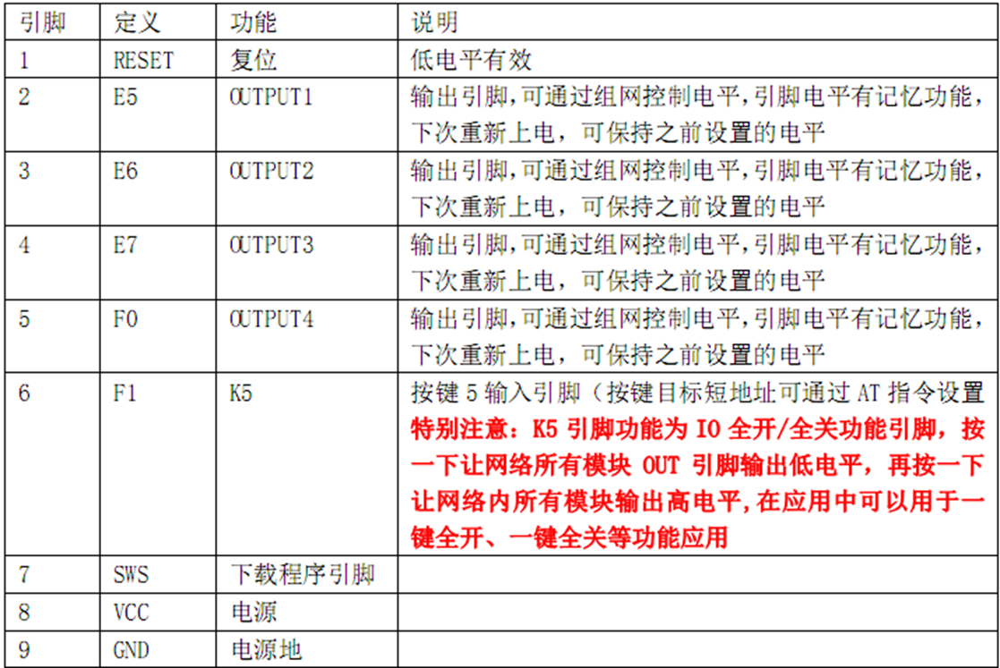 引脚 定义 功能 说明
1 RESET 复位 低电平有效
2 E5 OUTPUT1 输出引脚,可通过组网控制电平,引脚电平有记忆功能,
下次重新上电，可保持之前设置的电平
3 E6 OUTPUT2 输出引脚,可通过组网控制电平,引脚电平有记忆功能,
下次重新上电，可保持之前设置的电平
4 E7 OUTPUT3 输出引脚,可通过组网控制电平,引脚电平有记忆功能,
下次重新上电，可保持之前设置的电平
5 F0 OUTPUT4 输出引脚,可通过组网控制电平,引脚电平有记忆功能,
下次重新上电，可保持之前设置的电平
6 F1 K5 按键 5 输入引脚（按键目标短地址可通过 AT 指令设置
特别注意：K5 引脚功能为 IO 全开/全关功能引脚，按
一下让网络所有模块 OUT 引脚输出低电平，再按一下
让网络内所有模块输出高电平,在应用中可以用于一
键全开、一键全关等功能应用
7 SWS 下载程序引脚
8 VCC 电源
9 GND 电源地